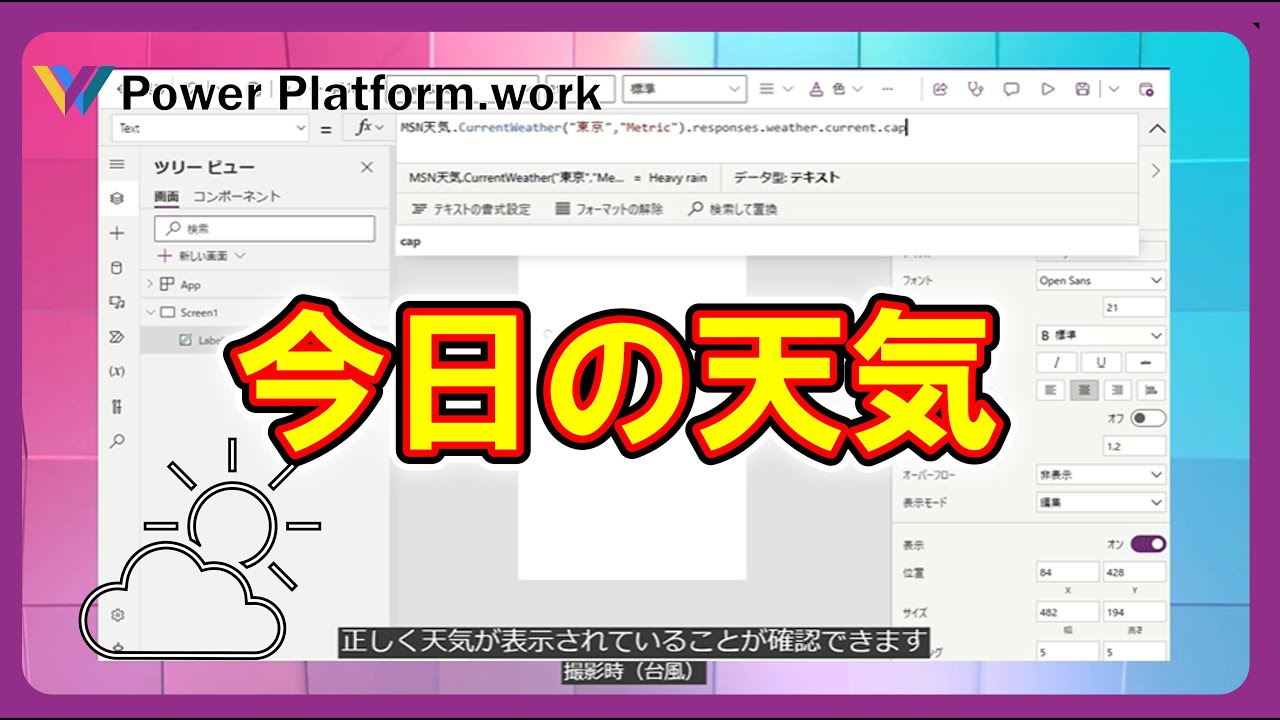 Power Platform.work
標準
色
Text
=
fx
MSN天気.CurrentWeather("東京","Metric").responses.weather.current.cap
MSN天気.CurrentWeather("東京","Me... = Heavy rain
データ型: テキスト
テキストの書式設定
フォーマットの解除
検索して置換
cap
ツリー ビュー
画面
コンポーネント
検索
新しい画面
App
Screen1
Label
今日の天気
フォント
Open Sans
21
B 標準
オフ
1.2
オーバーフロー
非表示
表示モード
編集
表示
オン
位置
84
428
X
Y
サイズ
482
194
幅
高さ
5
5
正しく天気が表示されていることが確認できます
撮影時（台風）